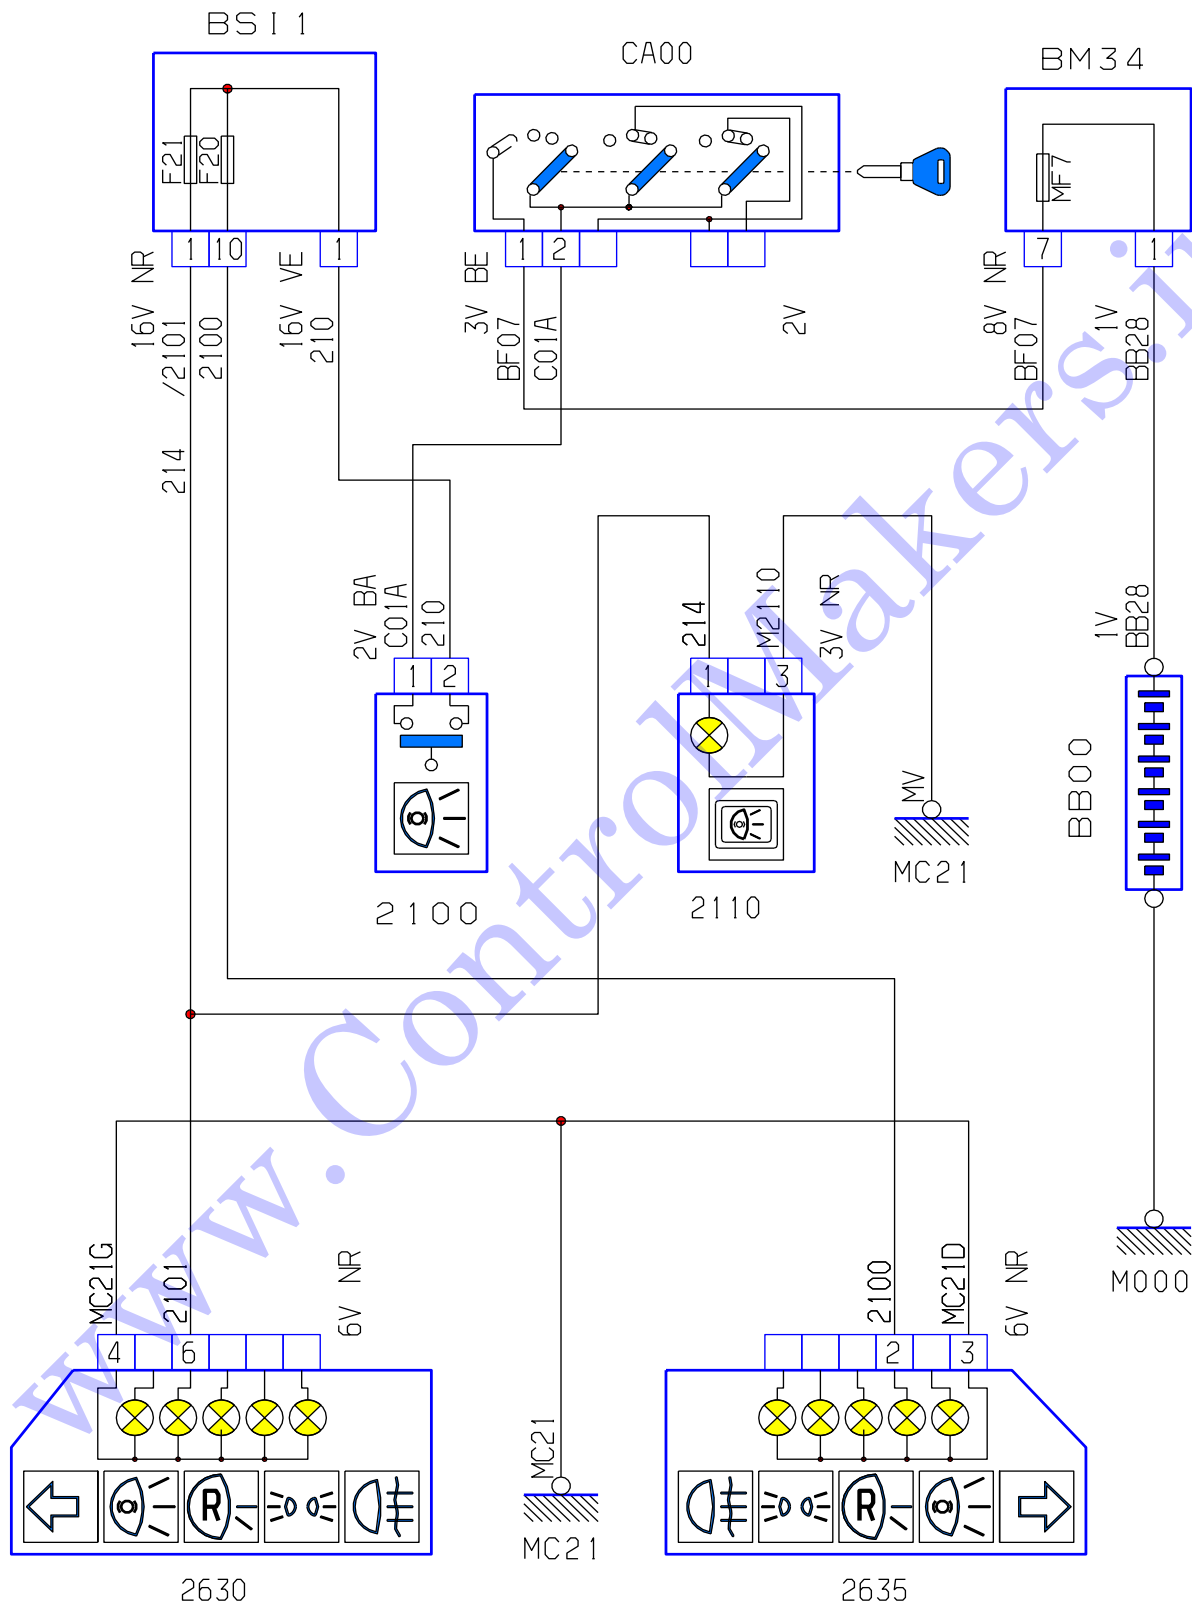 BSI1
CA00
BM34
F21
F20
MF7
1
10
1
1
2
7
1
16V NR
/2101
2100
16V VE
210
3V BE
BF07
C01A
2V
8V NR
BF07
1V
BB28
214
2V BA
C01A
210
214
M2110
3V NR
1V
BB28
1
2
1
3
BB00
MV
MC21
2100
2110
www.ControlMakers.i
MC21G
2101
6V NR
2100
MC21D
6V NR
M000
4
6
2
3
MC21
R
R
MC21
2630
2635